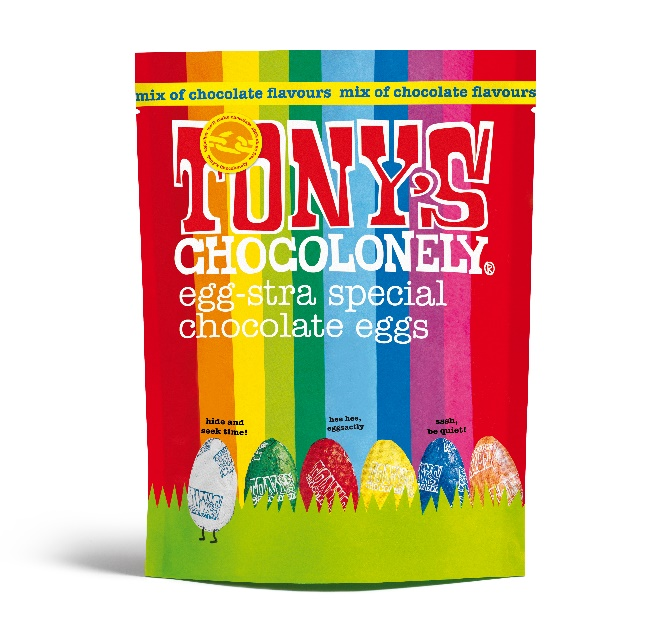 mix of chocolate flavours mix of chocolate flavours
TONY'S
CHOCOLONELY®
egg-stra special
chocolate eggs
hide and
seek time!
hee hee,
eggsactly
sssh,
be quiet!